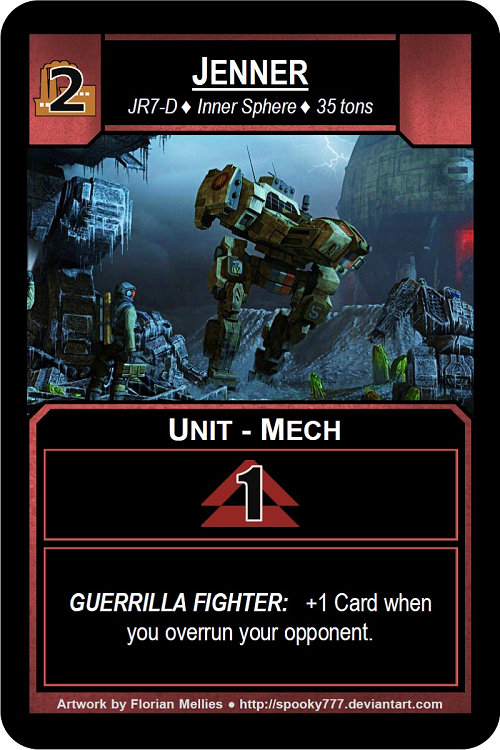 2
JENNER
JR7-D ♦ Inner Sphere ♦ 35 tons
UNIT - MECH
1
GUERRILLA FIGHTER: +1 Card when
you overrun your opponent.
Artwork by Florian Mellies ● http://spooky777.deviantart.com